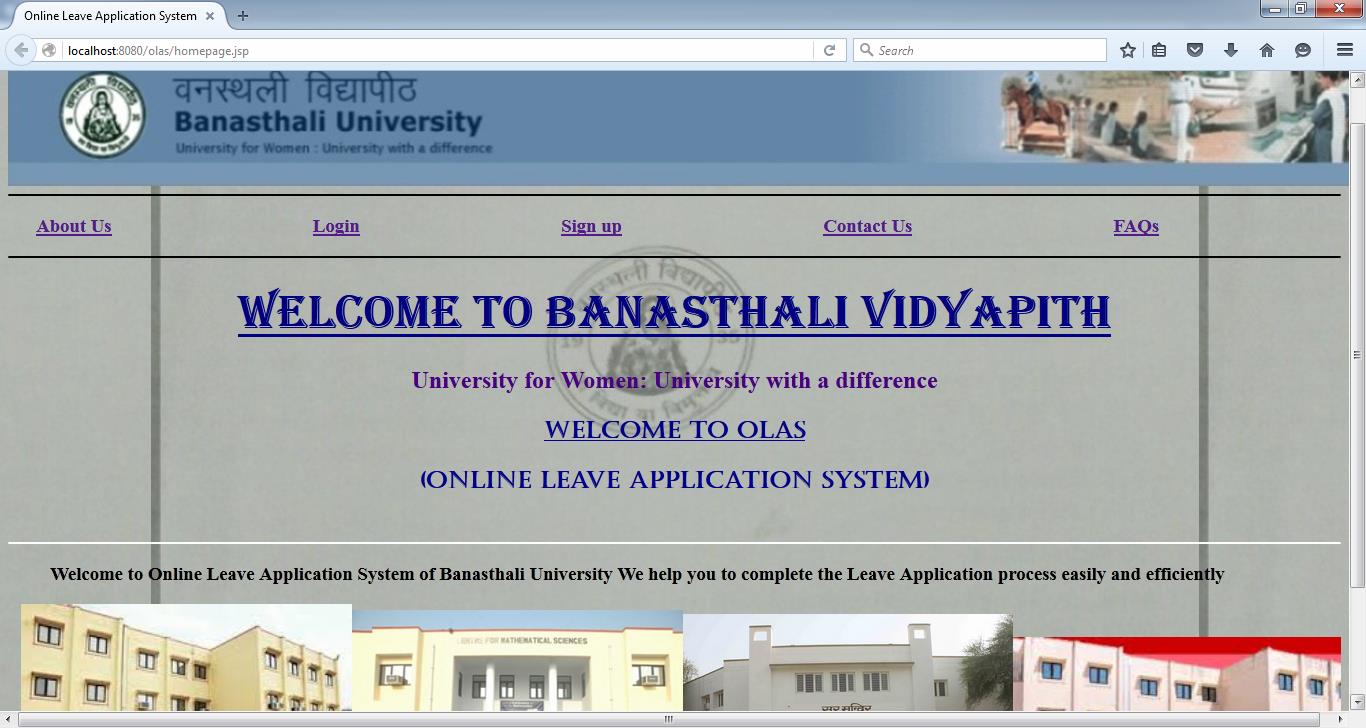 Online Leave Application System
localhost:8080/olas/homepage.jsp
Search
वनस्थली विद्यापीठ
Banasthali University
University for Women : University with a difference
About Us Login Sign up Contact Us FAQs
WELCOME TO BANASTHALI VIDYAPITH
University for Women: University with a difference
WELCOME TO OLAS
(ONLINE LEAVE APPLICATION SYSTEM)
Welcome to Online Leave Application System of Banasthali University We help you to complete the Leave Application process easily and efficiently
CENTRE FOR MATHEMATICAL SCIENCES